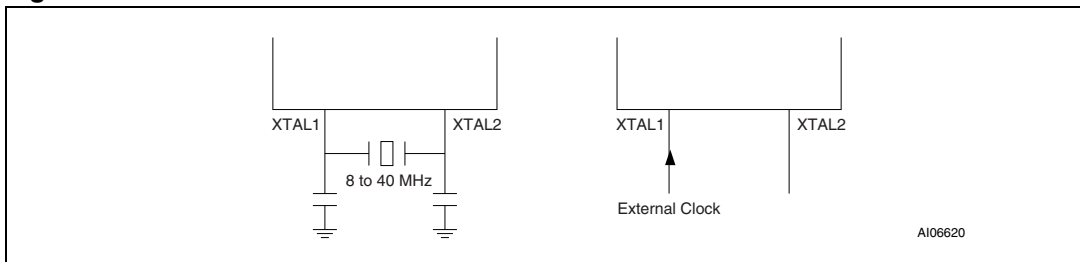 XTAL1
XTAL2
8 to 40 MHz
XTAL1
XTAL2
External Clock
AI06620